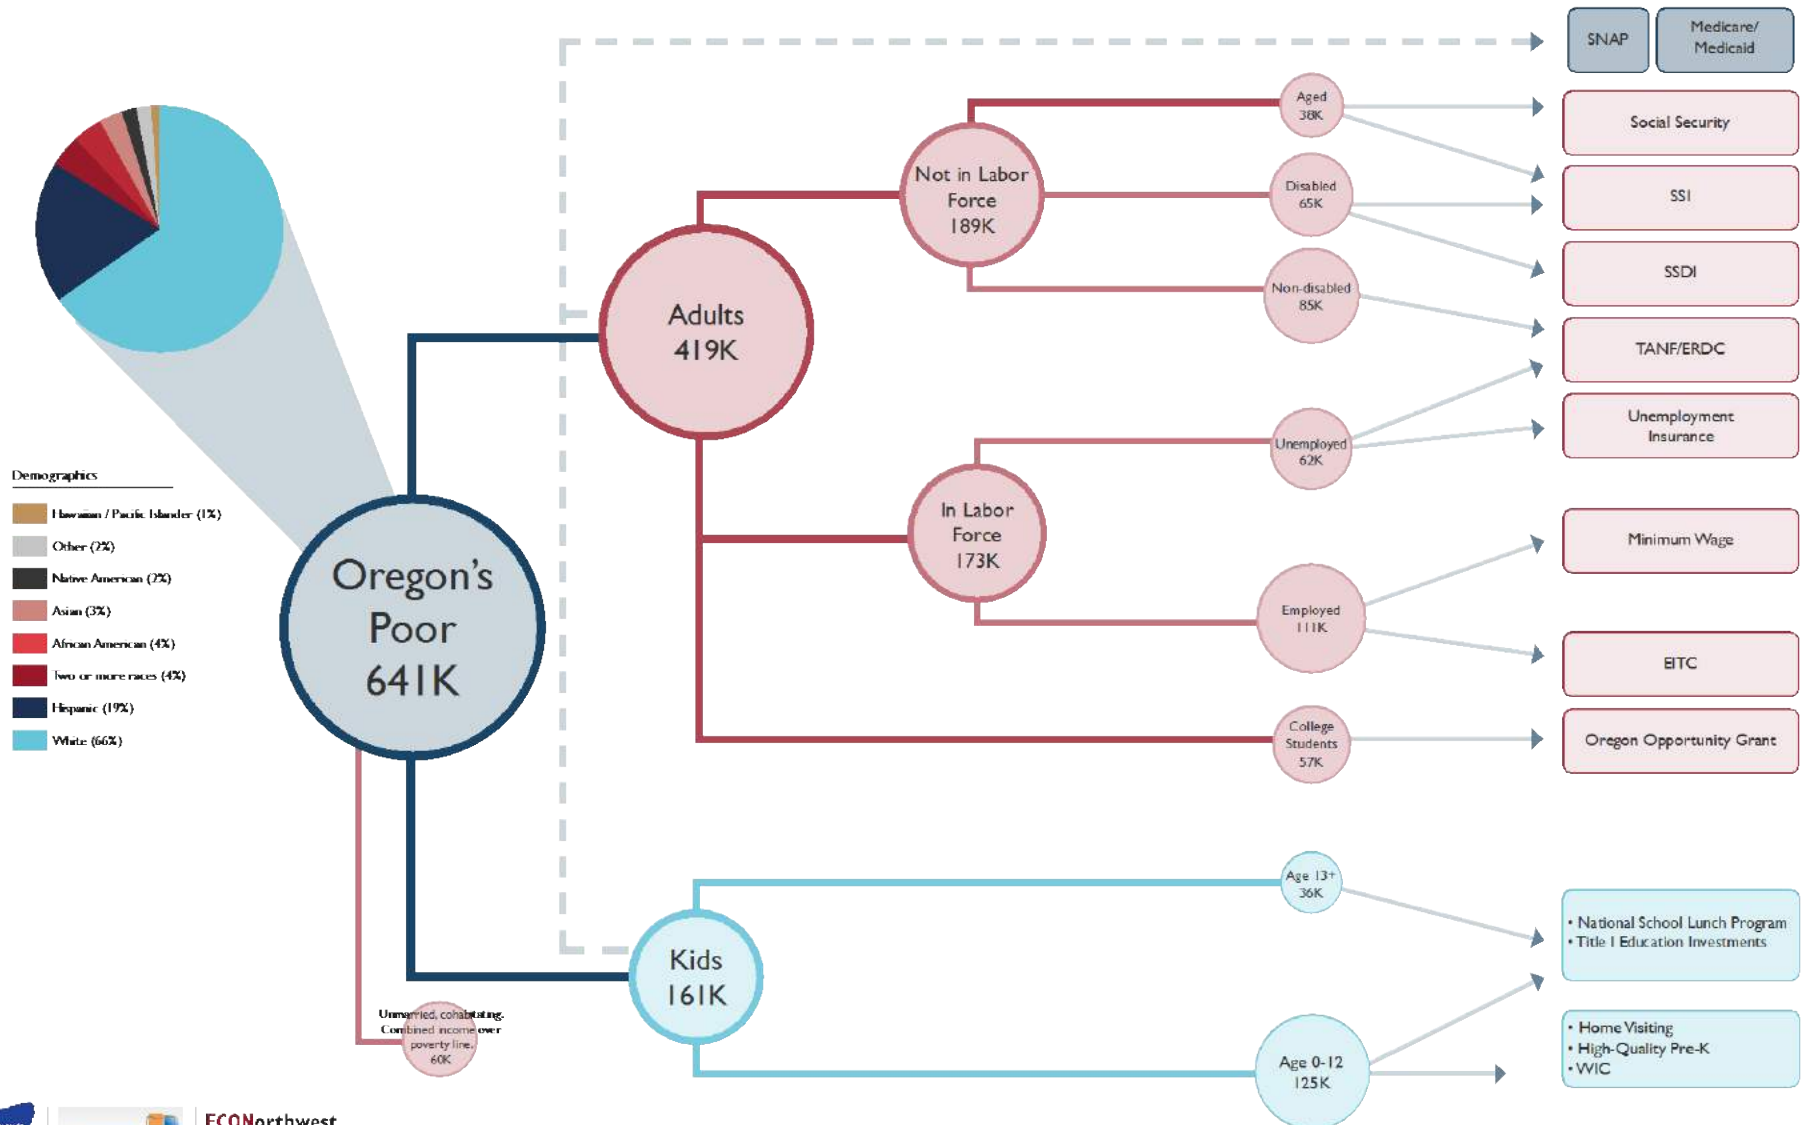 SNAP
Medicare/
Medicaid
Aged
38K
Social Security
Not in Labor
Force
189K
Disabled
65K
SSI
SSDI
Non-disabled
85K
Adults
419K
TANF/ERDC
Unemployment
Insurance
Unemployed
62K
Demographics
Hawaiian / Pacific Islander (1%)
Other (2%)
Native American (2%)
Asian (3%)
African American (4%)
Two or more races (4%)
Hispanic (19%)
White (66%)
In Labor
Force
173K
Minimum Wage
Oregon's
Poor
641K
Employed
111K
EITC
College
Students
57K
Oregon Opportunity Grant
Age 13+
36K
• National School Lunch Program
• Title I Education Investments
Kids
161K
Unmarried, cohabitating.
Combined income over
poverty line.
60K
Age 0-12
125K
• Home Visiting
• High-Quality Pre-K
• WIC
ECONorthwest